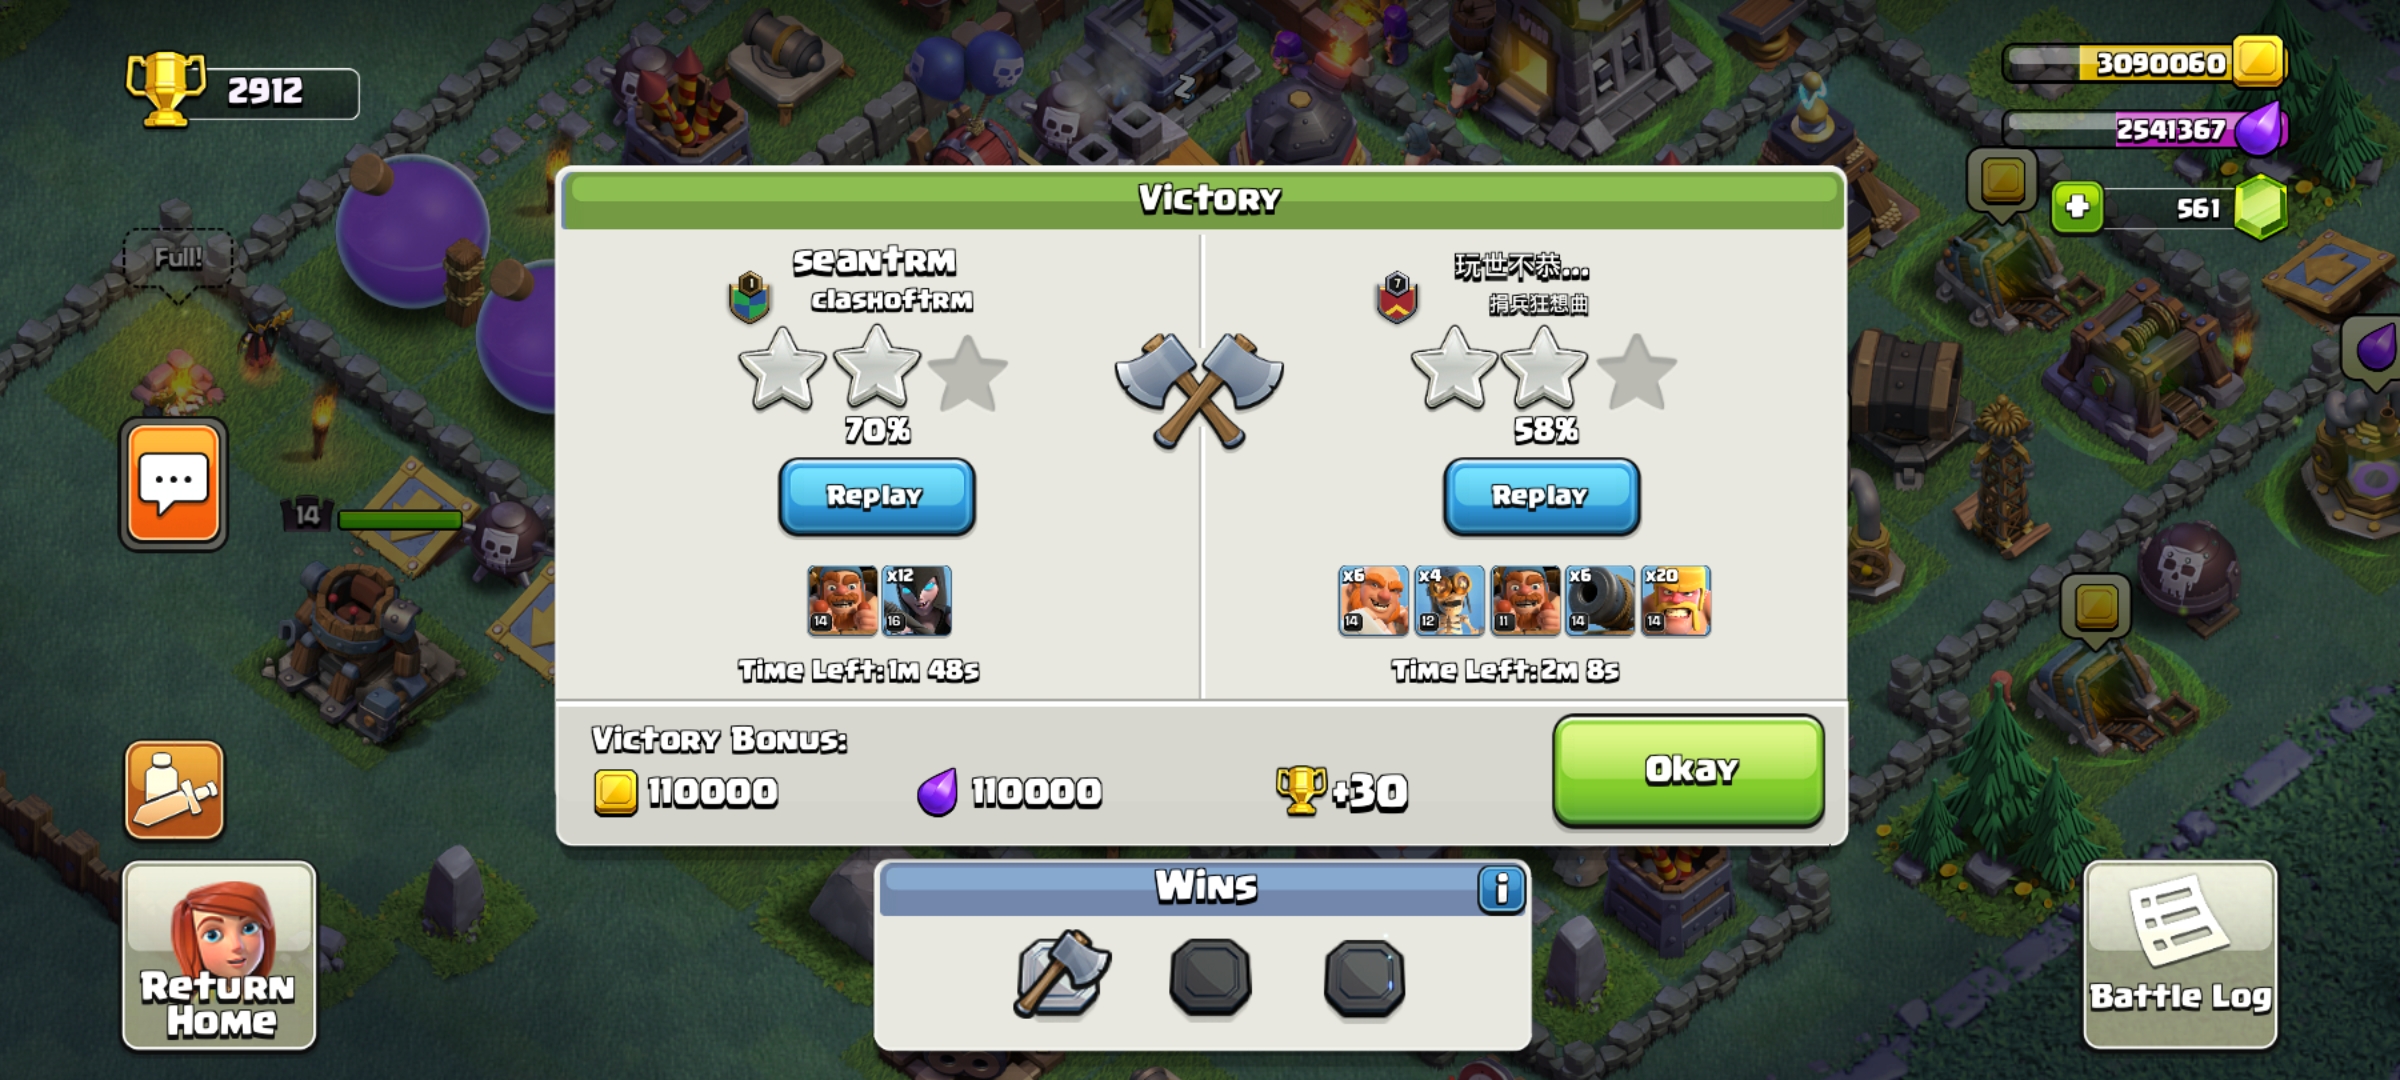 2912
3090060
2541367
561
Full!
14
Victory
seantRM
clashoftRM
1
70%
Replay
14
x12
16
Time Left:1m 48s
玩世不恭...
捐兵狂想曲
7
58%
Replay
x6
14
x4
12
11
x6
14
x20
14
Time Left:2m 8s
Victory Bonus:
110000
110000
+30
Okay
Wins
i
Return
Home
Battle Log
z